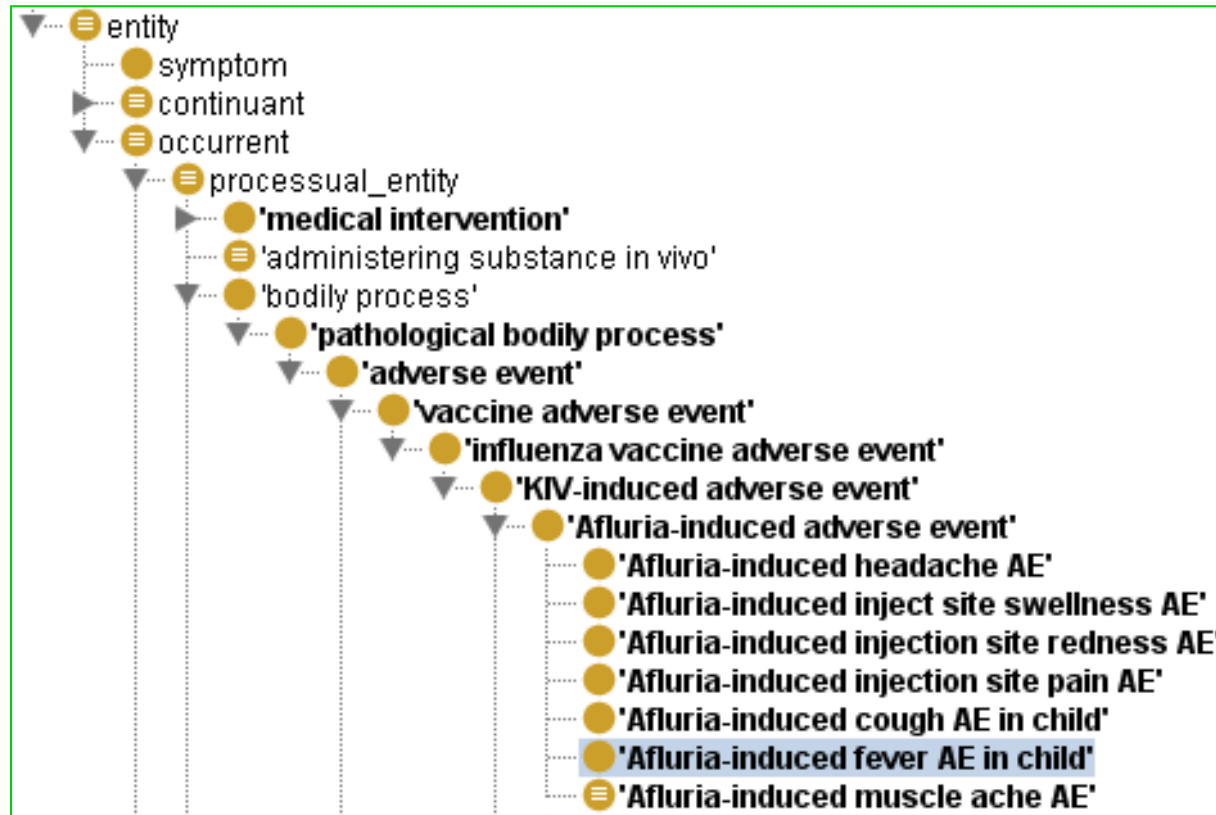 entity
symptom
continuant
occurrent
processual_entity
'medical intervention'
'administering substance in vivo'
'bodily process'
'pathological bodily process'
'adverse event'
'vaccine adverse event'
'influenza vaccine adverse event'
'KIV-induced adverse event'
'Afluria-induced adverse event'
'Afluria-induced headache AE'
'Afluria-induced inject site swellness AE'
'Afluria-induced injection site redness AE'
'Afluria-induced injection site pain AE'
'Afluria-induced cough AE in child'
'Afluria-induced fever AE in child'
'Afluria-induced muscle ache AE'